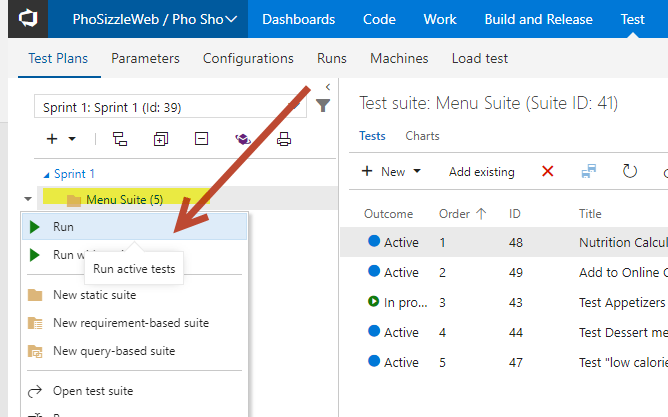 PhoSizzleWeb / Pho Sho
Dashboards
Code
Work
Build and Release
Test
Test Plans
Parameters
Configurations
Runs
Machines
Load test
Sprint 1: Sprint 1 (Id: 39)
Sprint 1
Menu Suite (5)
Run
Run
Run active tests
New static suite
New requirement-based suite
New query-based suite
Open test suite
Test suite: Menu Suite (Suite ID: 41)
Tests
Charts
New
Add existing
Outcome Order ID Title
Active 1 48 Nutrition Calcu
Active 2 49 Add to Online
In pro... 3 43 Test Appetizers
Active 4 44 Test Dessert me
Active 5 47 Test "low calorie